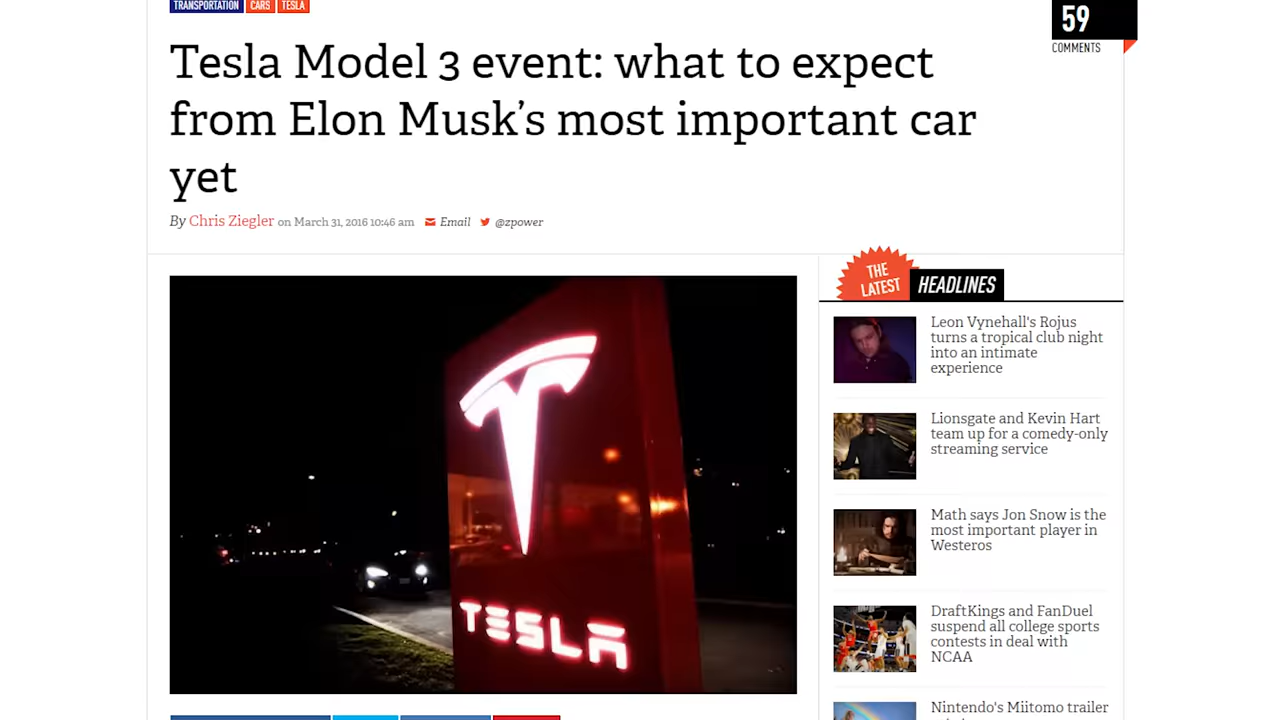 TRANSPORTATION CARS TESLA
59
COMMENTS
Tesla Model 3 event: what to expect
from Elon Musk’s most important car
yet
By Chris Ziegler on March 31, 2016 10:46 am Email @zpower
TESLA
THE
LATEST
HEADLINES
Leon Vynehall's Rojus
turns a tropical club night
into an intimate
experience
Lionsgate and Kevin Hart
team up for a comedy-only
streaming service
Math says Jon Snow is the
most important player in
Westeros
DraftKings and FanDuel
suspend all college sports
contests in deal with
NCAA
Nintendo's Miitomo trailer